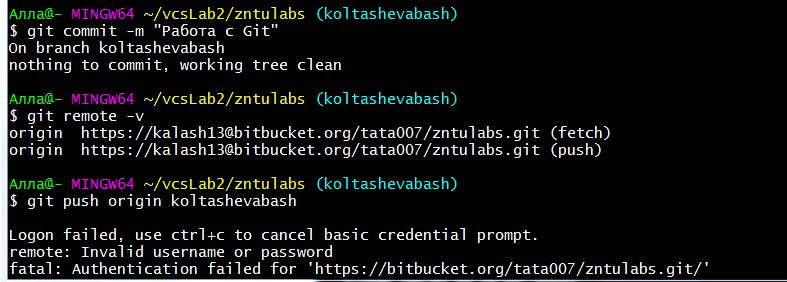 Алла@- MINGW64 ~/vcsLab2/zntulabs (koltashevabash)
$ git commit -m "Работа с Git"
On branch koltashevabash
nothing to commit, working tree clean
Алла@- MINGW64 ~/vcsLab2/zntulabs (koltashevabash)
$ git remote -v
origin  https://kalash13@bitbucket.org/tata007/zntulabs.git (fetch)
origin  https://kalash13@bitbucket.org/tata007/zntulabs.git (push)
Алла@- MINGW64 ~/vcsLab2/zntulabs (koltashevabash)
$ git push origin koltashevabash
Logon failed, use ctrl+c to cancel basic credential prompt.
remote: Invalid username or password
fatal: Authentication failed for 'https://bitbucket.org/tata007/zntulabs.git/'